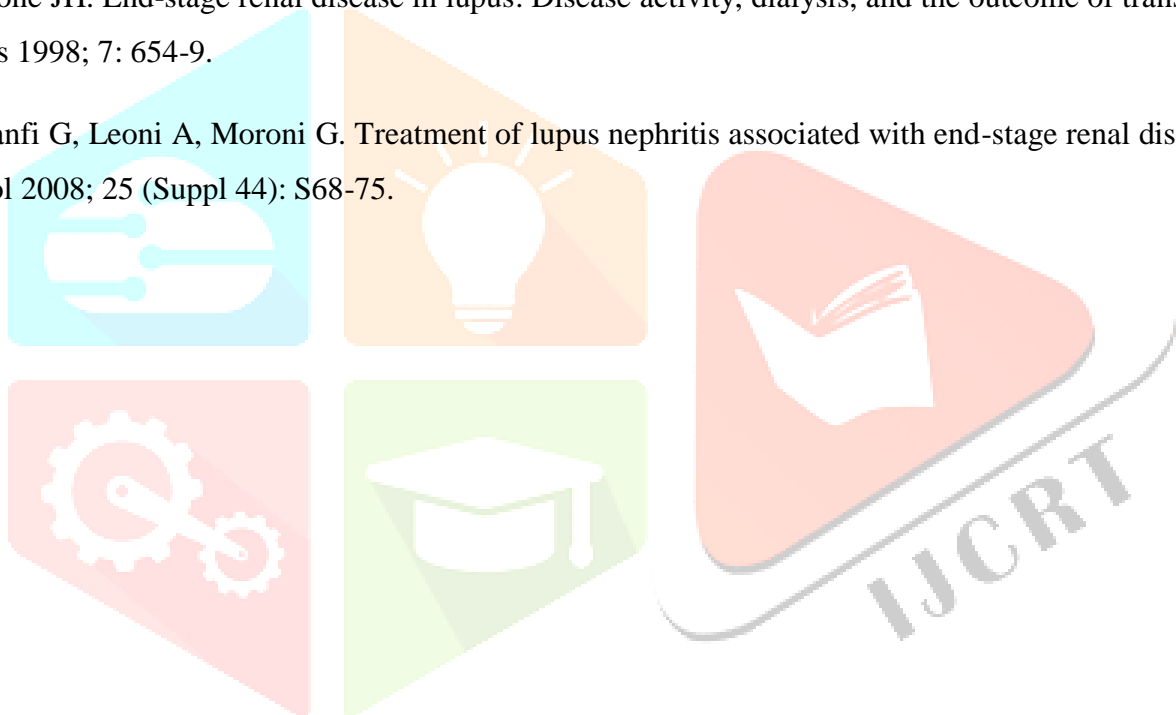 one JH. End-stage renal disease in lupus: Disease activity, dialysis, and the outcome of trans
s 1998; 7: 654-9.
anfi G, Leoni A, Moroni G. Treatment of lupus nephritis associated with end-stage renal dis
ol 2008; 25 (Suppl 44): S68-75.
IJCRT